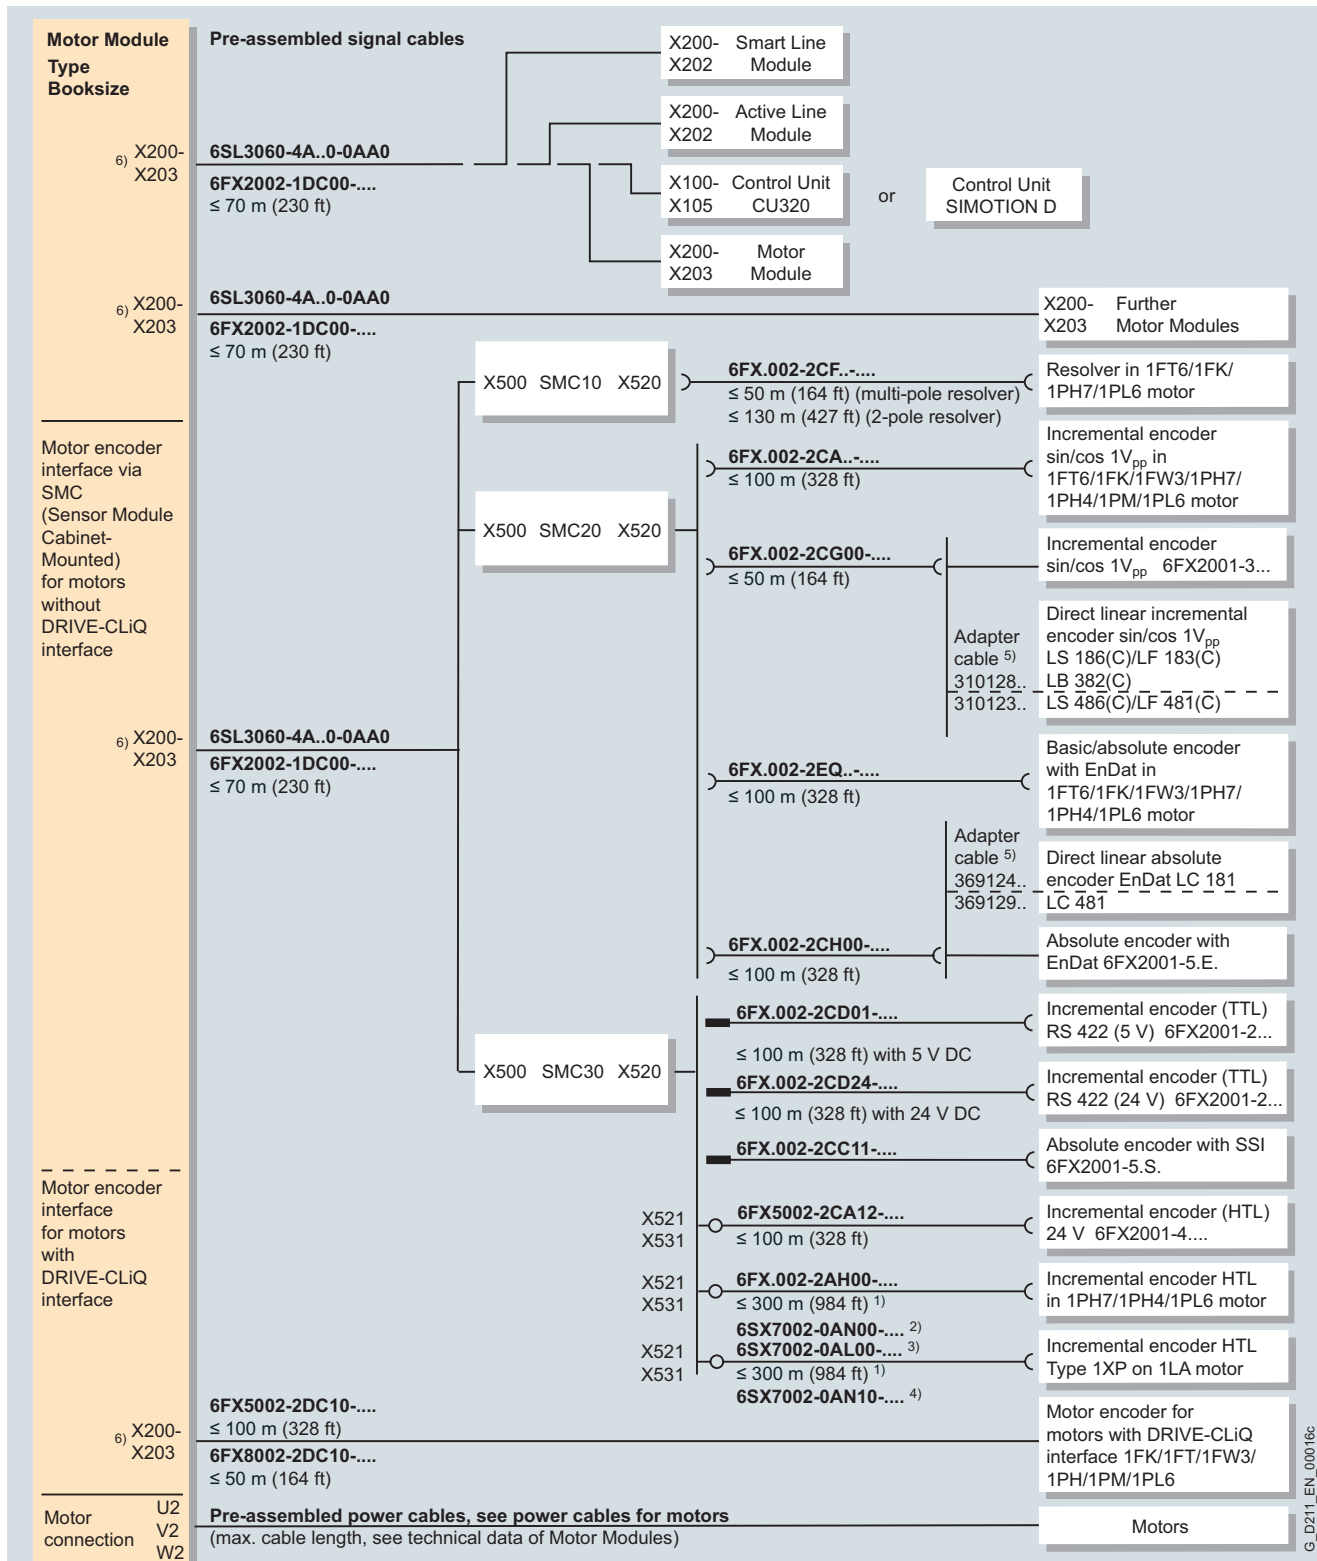 Motor Module
Type
Booksize
Pre-assembled signal cables
X200- Smart Line
X202 Module
X200- Active Line
X202 Module
6) X200-
X203
6SL3060-4A..0-0AA0
6FX2002-1DC00-....
≤ 70 m (230 ft)
X100- Control Unit
X105 CU320
or
Control Unit
SIMOTION D
X200- Motor
X203 Module
6) X200-
X203
6SL3060-4A..0-0AA0
6FX2002-1DC00-....
≤ 70 m (230 ft)
X200- Further
X203 Motor Modules
X500 SMC10 X520
6FX.002-2CF..-....
≤ 50 m (164 ft) (multi-pole resolver)
≤ 130 m (427 ft) (2-pole resolver)
Resolver in 1FT6/1FK/
1PH7/1PL6 motor
Motor encoder
interface via
SMC
(Sensor Module
Cabinet-
Mounted)
for motors
without
DRIVE-CLiQ
interface
6FX.002-2CA..-....
≤ 100 m (328 ft)
Incremental encoder
sin/cos 1Vpp in
1FT6/1FK/1FW3/1PH7/
1PH4/1PM/1PL6 motor
X500 SMC20 X520
6FX.002-2CG00-....
≤ 50 m (164 ft)
Incremental encoder
sin/cos 1Vpp 6FX2001-3...
Adapter
cable 5)
310128..
310123..
Direct linear incremental
encoder sin/cos 1Vpp
LS 186(C)/LF 183(C)
LB 382(C)
LS 486(C)/LF 481(C)
6) X200-
X203
6SL3060-4A..0-0AA0
6FX2002-1DC00-....
≤ 70 m (230 ft)
6FX.002-2EQ..-....
≤ 100 m (328 ft)
Basic/absolute encoder
with EnDat in
1FT6/1FK/1FW3/1PH7/
1PH4/1PL6 motor
Adapter
cable 5)
369124..
369129..
Direct linear absolute
encoder EnDat LC 181
LC 481
6FX.002-2CH00-....
≤ 100 m (328 ft)
Absolute encoder with
EnDat 6FX2001-5.E.
X500 SMC30 X520
6FX.002-2CD01-....
≤ 100 m (328 ft) with 5 V DC
Incremental encoder (TTL)
RS 422 (5 V) 6FX2001-2...
6FX.002-2CD24-....
≤ 100 m (328 ft) with 24 V DC
Incremental encoder (TTL)
RS 422 (24 V) 6FX2001-2...
6FX.002-2CC11-....
Absolute encoder with SSI
6FX2001-5.S.
Motor encoder
interface
for motors
with
DRIVE-CLiQ
interface
X521
X531
6FX5002-2CA12-....
≤ 100 m (328 ft)
Incremental encoder (HTL)
24 V 6FX2001-4....
X521
X531
6FX.002-2AH00-....
≤ 300 m (984 ft) 1)
Incremental encoder HTL
in 1PH7/1PH4/1PL6 motor
X521
X531
6SX7002-0AN00-.... 2)
6SX7002-0AL00-.... 3)
≤ 300 m (984 ft) 1)
6SX7002-0AN10-.... 4)
Incremental encoder HTL
Type 1XP on 1LA motor
6) X200-
X203
6FX5002-2DC10-....
≤ 100 m (328 ft)
6FX8002-2DC10-....
≤ 50 m (164 ft)
Motor encoder for
motors with DRIVE-CLiQ
interface 1FK/1FT/1FW3/
1PH/1PM/1PL6
Motor
connection
U2
V2
W2
Pre-assembled power cables, see power cables for motors
(max. cable length, see technical data of Motor Modules)
Motors
G_D211_EN_00016c